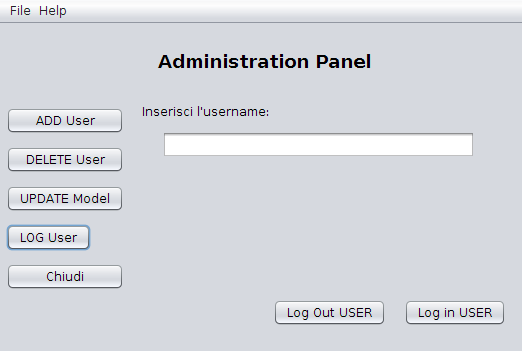 File Help
Administration Panel
Inserisci l'username:
ADD User
DELETE User
UPDATE Model
LOG User
Chiudi
Log Out USER
Log in USER